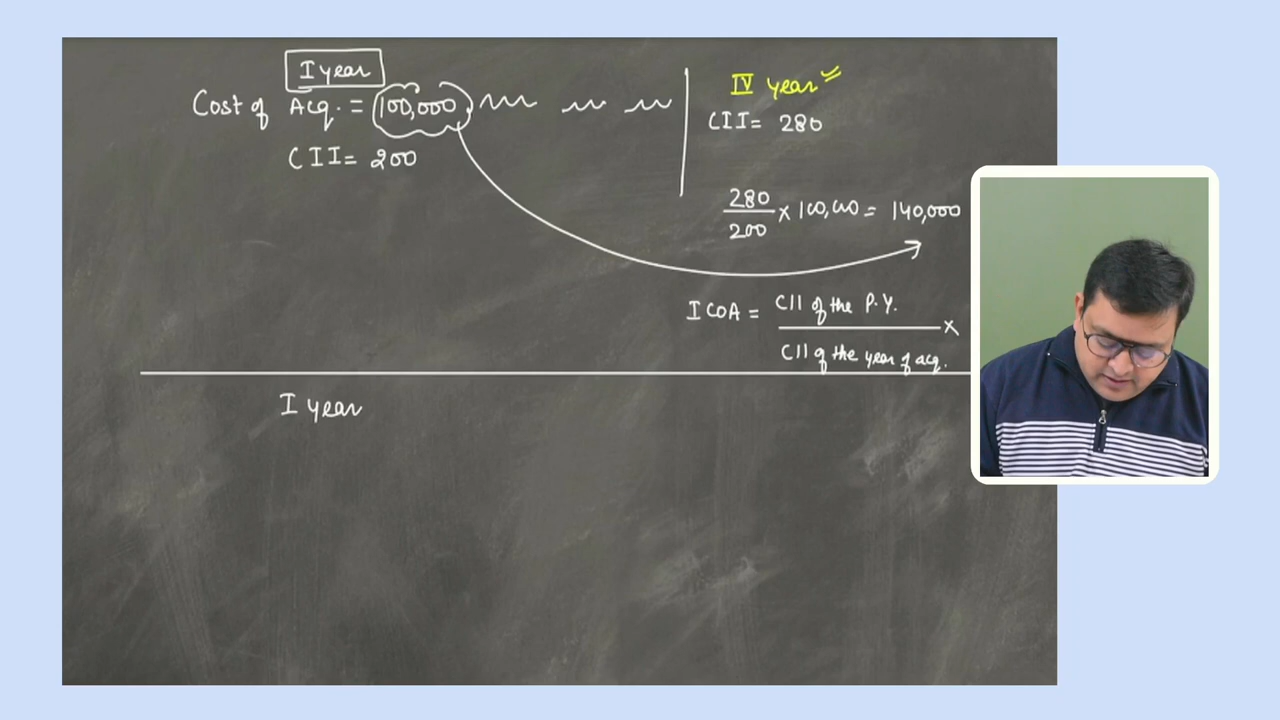 I year
Cost of Acq. = 100,000
CII = 200
IV year
CII = 280
280/200 × 100,000 = 140,000
ICOA = CII of the P.Y. / CII of the year of acq. ×
I year